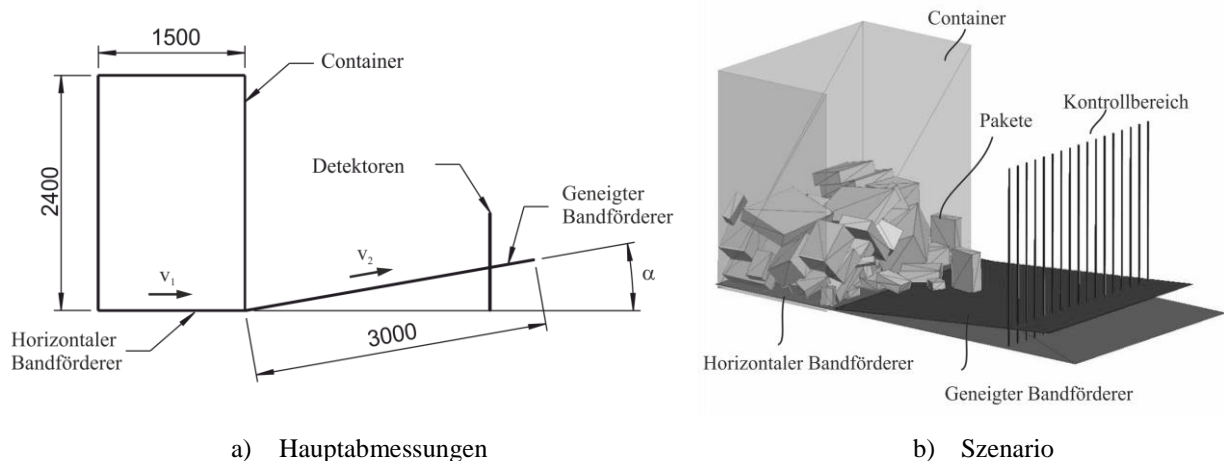 1500
Container
2400
Detektoren
Geneigter
Bandförderer
v₁
v₂
α
3000
Horizontaler
Bandförderer
a) Hauptabmessungen
Container
Kontrollbereich
Pakete
Horizontaler Bandförderer
Geneigter Bandförderer
b) Szenario